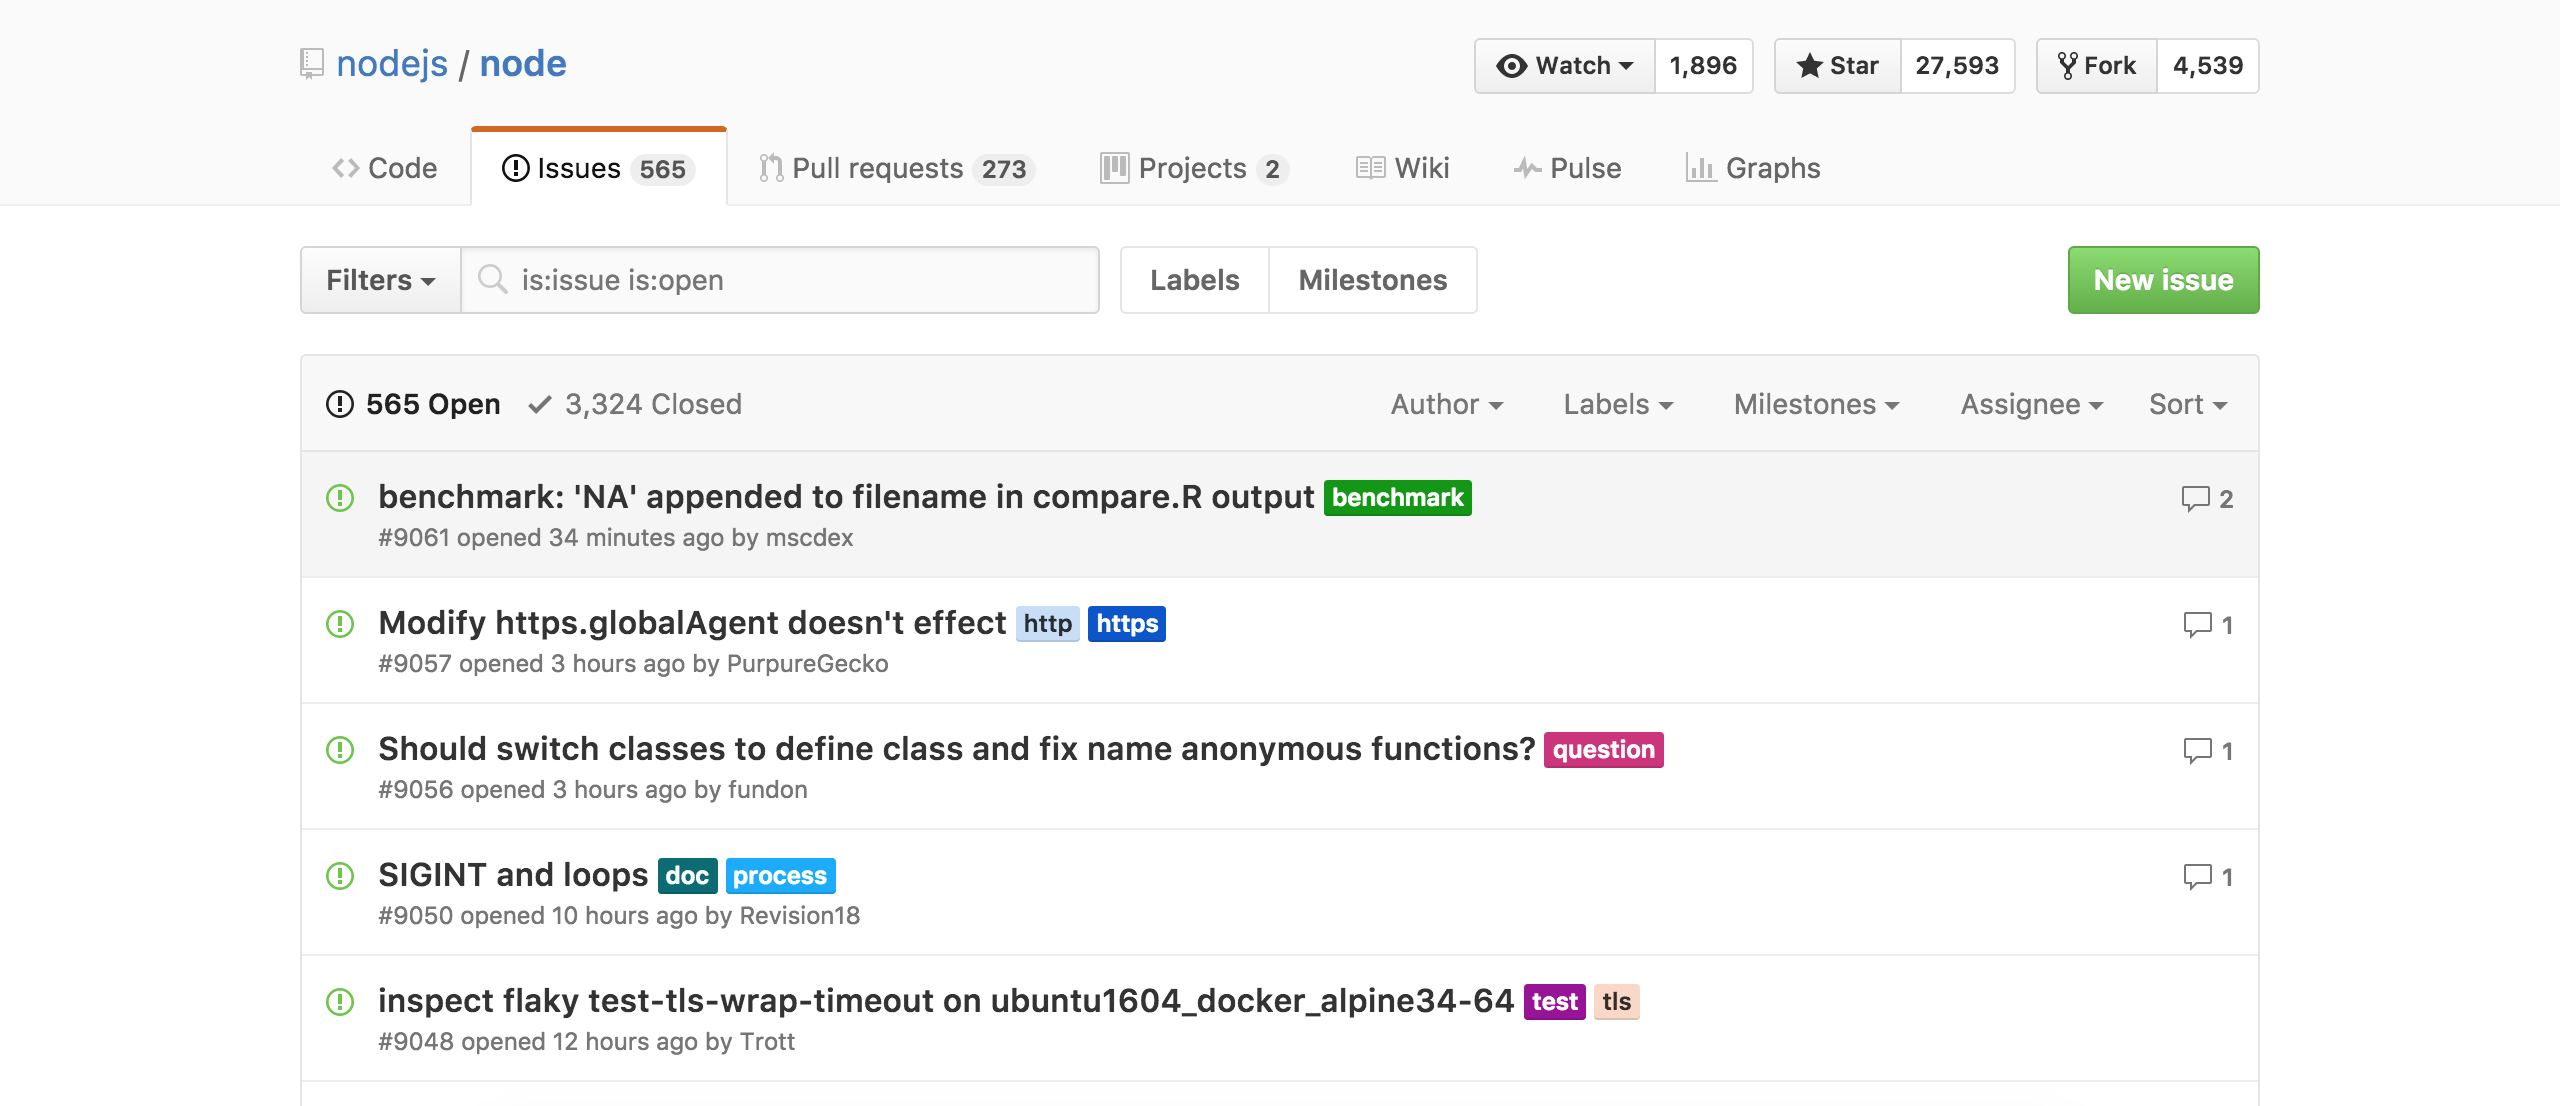 nodejs / node
Watch 1,896 Star 27,593 Fork 4,539
Code Issues 565 Pull requests 273 Projects 2 Wiki Pulse Graphs
Filters is:issue is:open Labels Milestones New issue
565 Open 3,324 Closed Author Labels Milestones Assignee Sort
benchmark: 'NA' appended to filename in compare.R output benchmark 2
#9061 opened 34 minutes ago by mscdex
Modify https.globalAgent doesn't effect http https 1
#9057 opened 3 hours ago by PurpureGecko
Should switch classes to define class and fix name anonymous functions? question 1
#9056 opened 3 hours ago by fundon
SIGINT and loops doc process 1
#9050 opened 10 hours ago by Revision18
inspect flaky test-tls-wrap-timeout on ubuntu1604_docker_alpine34-64 test tls
#9048 opened 12 hours ago by Trott